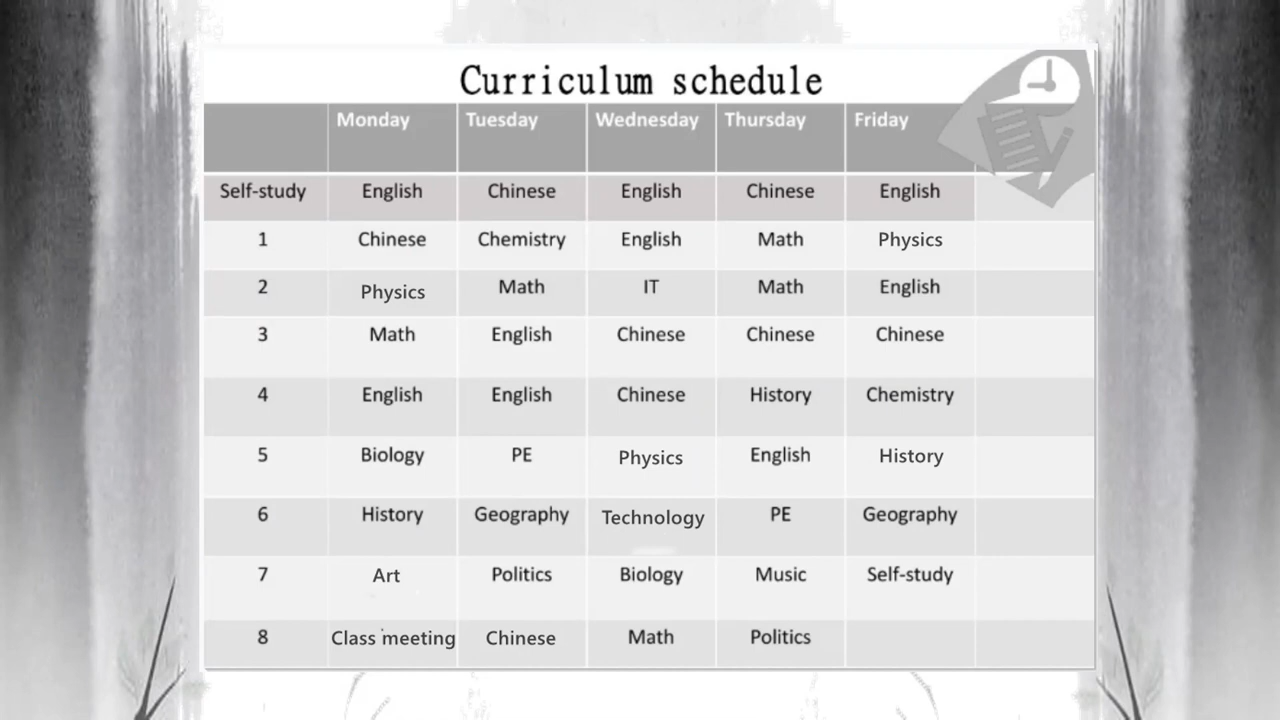 Curriculum schedule
Monday Tuesday Wednesday Thursday Friday
Self-study English Chinese English Chinese English
1 Chinese Chemistry English Math Physics
2 Physics Math IT Math English
3 Math English Chinese Chinese Chinese
4 English English Chinese History Chemistry
5 Biology PE Physics English History
6 History Geography Technology PE Geography
7 Art Politics Biology Music Self-study
8 Class meeting Chinese Math Politics